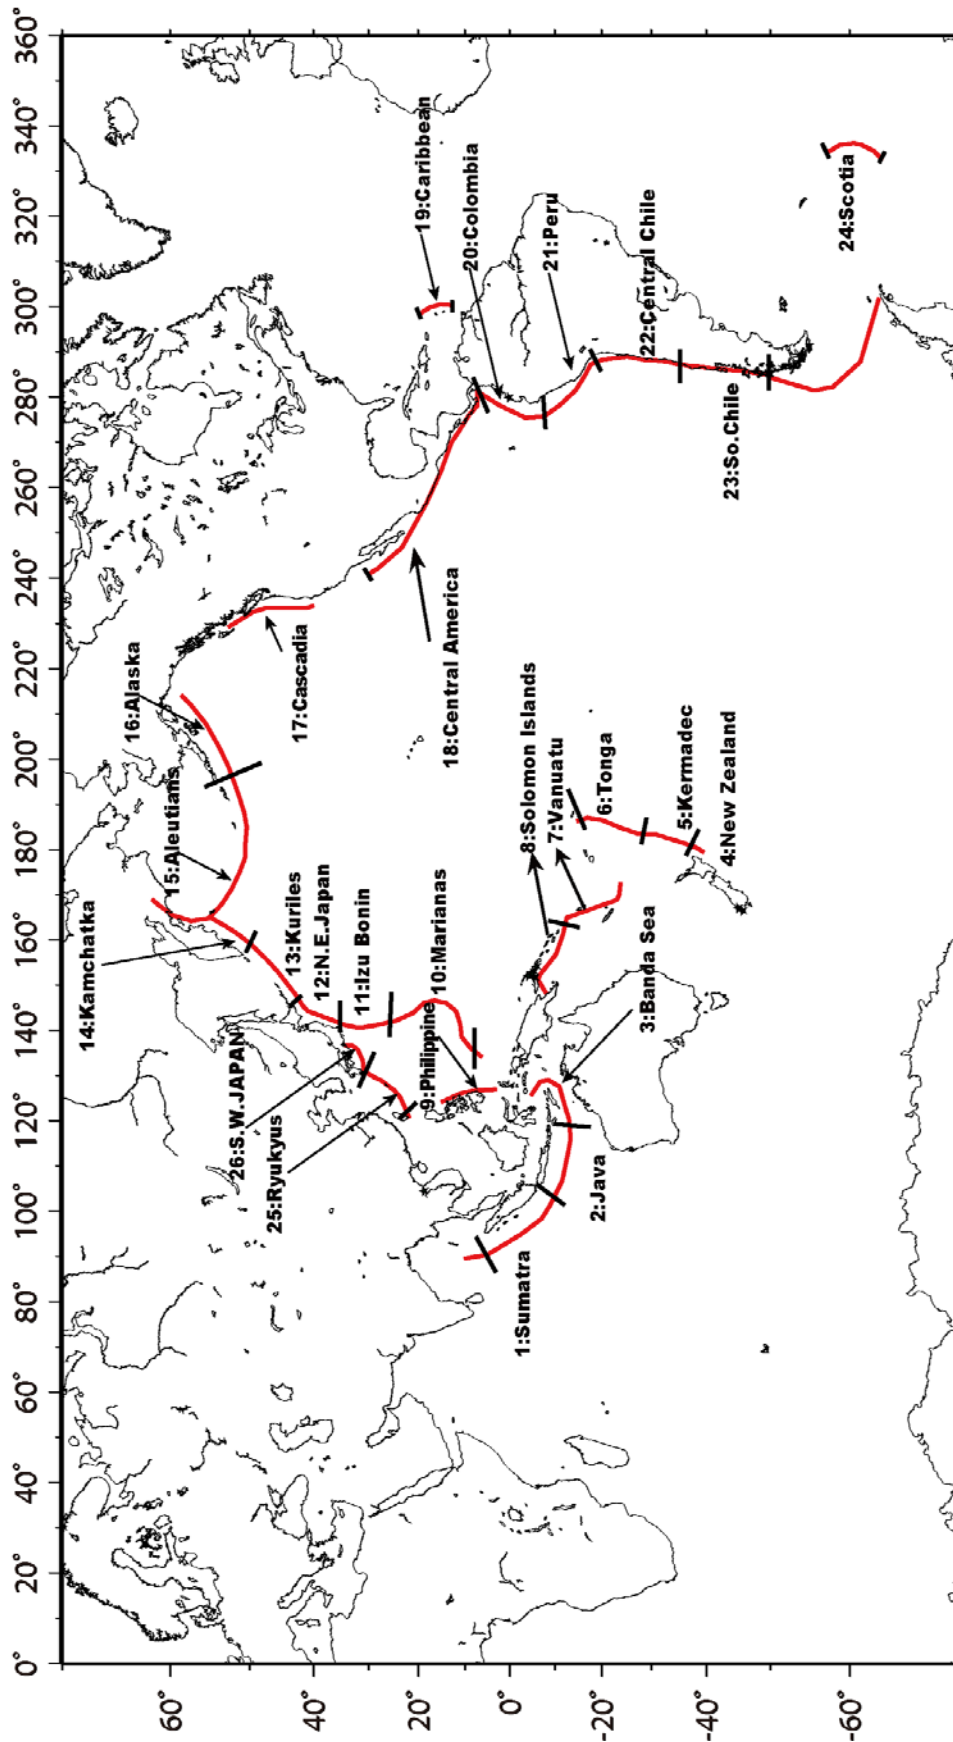 0°
20°
40°
60°
80°
100°
120°
140°
160°
180°
200°
220°
240°
260°
280°
300°
320°
340°
360°
60°
40°
20°
0°
-20°
-40°
-60°
14:Kamchatka
15:Aleutians
16:Alaska
17:Cascadia
18:Central America
19:Caribbean
20:Colombia
21:Peru
22:Central Chile
23:So.Chile
24:Scotia
26:S.W.JAPAN
25:Ryukyus
13:Kuriles
12:N.E.Japan
11:Izu Bonin
10:Marianas
9:Philippine
8:Solomon Islands
7:Vanuatu
6:Tonga
5:Kermadec
4:New Zealand
3:Banda Sea
2:Java
1:Sumatra